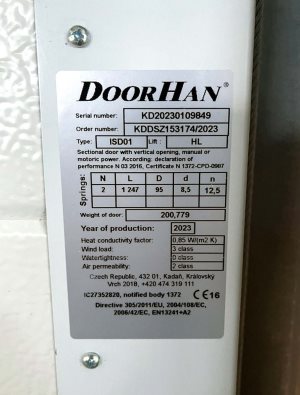 DOORHAN®
Serial number: KD20230109849
Order number: KDDSZ153174/2023
Type: ISD01 Lift: HL
Sectional door with vertical opening, manual or
motoric power. According: declaration of
performance N 03 2016, Certificate N 1372-CPD-0907
Springs: N L D d n
2 1 247 95 8,5 12,5
Weight of door: 200,779
Year of production: 2023
Heat conductivity factor: 0,85 W/(m2 K)
Wind load: 3 class
Watertightness: 0 class
Air permeability: 2 class
Czech Republic, 432 01, Kadaň, Královský
Vrch 2018, +420 474 319 111
IC27352820, notified body 1372 CE16
Directive 305/2011/EU, 2004/108/EC,
2006/42/EC, EN13241+A2